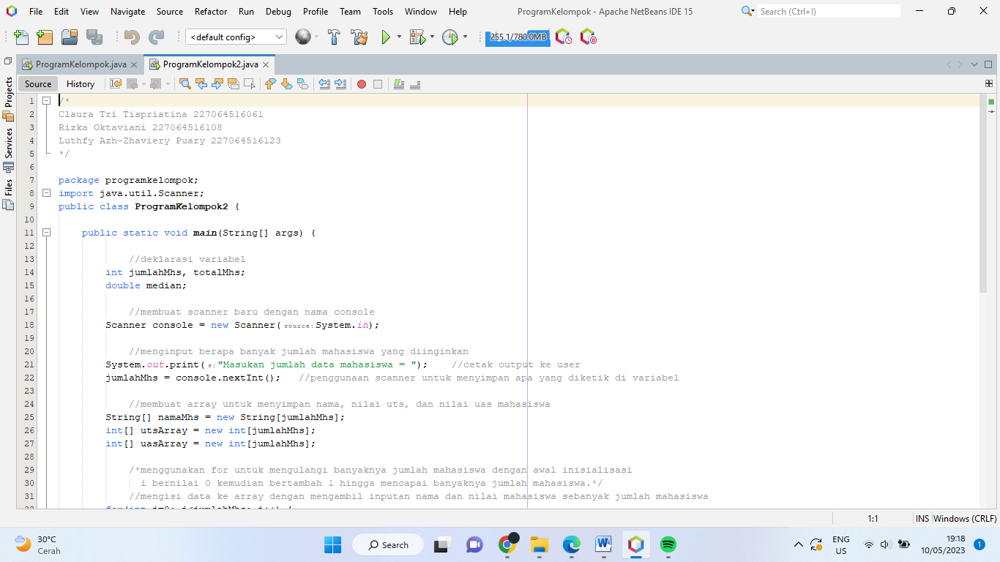 File Edit View Navigate Source Refactor Run Debug Profile Team Tools Window Help
ProgramKelompok - Apache NetBeans IDE 15
Search (Ctrl+I)
<default config>
255.1/780.0MB
ProgramKelompok.java
ProgramKelompok2.java
Source History
Projects
Services
Files
1 /*
2 Claura Tri Tispriatina 227064516061
3 Rizka Oktaviani 227064516108
4 Luthfy Azh-Zhaviery Puary 227064516123
5 */
6
7 package programkelompok;
8 import java.util.Scanner;
9 public class ProgramKelompok2 {
10
11 public static void main(String[] args) {
12
13 //deklarasi variabel
14 int jumlahMhs, totalMhs;
15 double median;
16
17 //membuat scanner baru dengan nama console
18 Scanner console = new Scanner(source:System.in);
19
20 //menginput berapa banyak jumlah mahasiswa yang diinginkan
21 System.out.print(s:"Masukan jumlah data mahasiswa = "); //cetak output ke user
22 jumlahMhs = console.nextInt(); //penggunaan scanner untuk menyimpan apa yang diketik di variabel
23
24 //membuat array untuk menyimpan nama, nilai uts, dan nilai uas mahasiswa
25 String[] namaMhs = new String[jumlahMhs];
26 int[] utsArray = new int[jumlahMhs];
27 int[] uasArray = new int[jumlahMhs];
28
29 /*menggunakan for untuk mengulangi banyaknya jumlah mahasiswa dengan awal inisialisasi
30 i bernilai 0 kemudian bertambah 1 hingga mencapai banyaknya jumlah mahasiswa.*/
31 //mengisi data ke array dengan mengambil inputan nama dan nilai mahasiswa sebanyak jumlah mahasiswa
32 for(int i=0; i<jumlahMhs; i++) {
1:1 INS Windows (CRLF)
30°C
Cerah
Search
ENG
US
19:18
10/05/2023
1